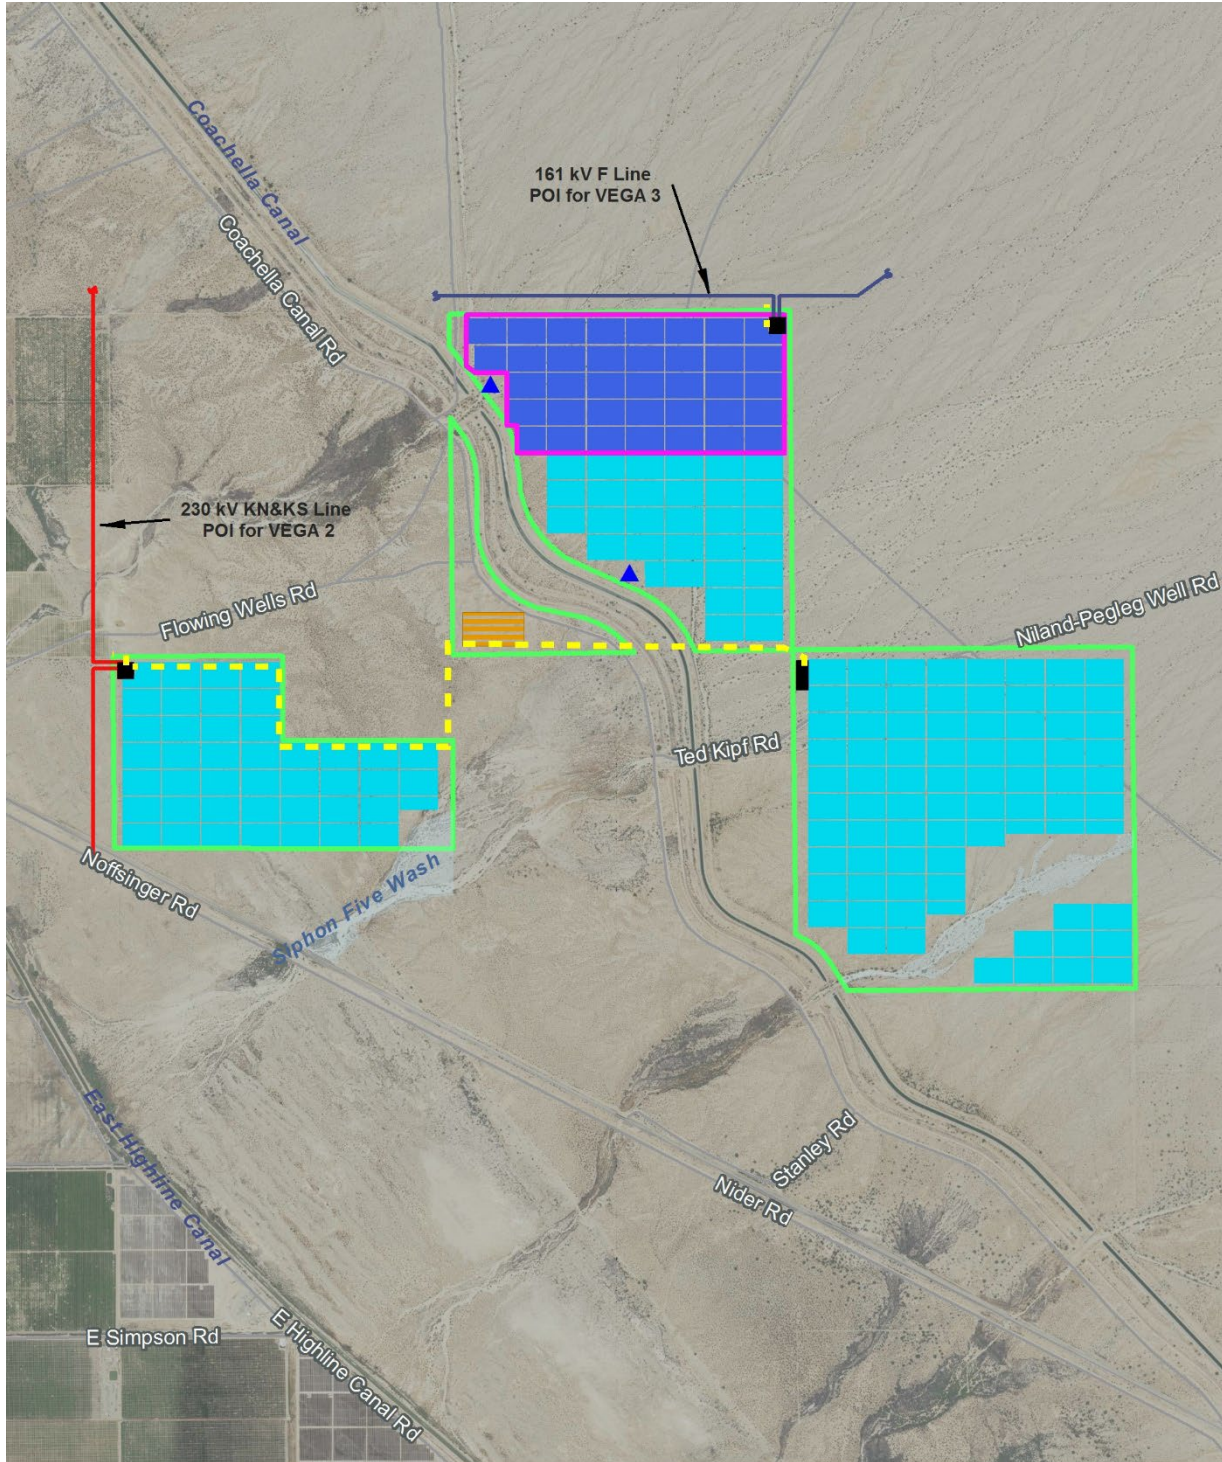 Coachella Canal
161 kV F Line
POI for VEGA 3
Coachella Canal Rd
230 kV KN&KS Line
POI for VEGA 2
Flowing Wells Rd
Niland-Pegleg Well Rd
Ted Kipf Rd
Noffsinger Rd
Siphon Five Wash
Stanley Rd
Nider Rd
East Highline Canal
E Simpson Rd
E Highline Canal Rd